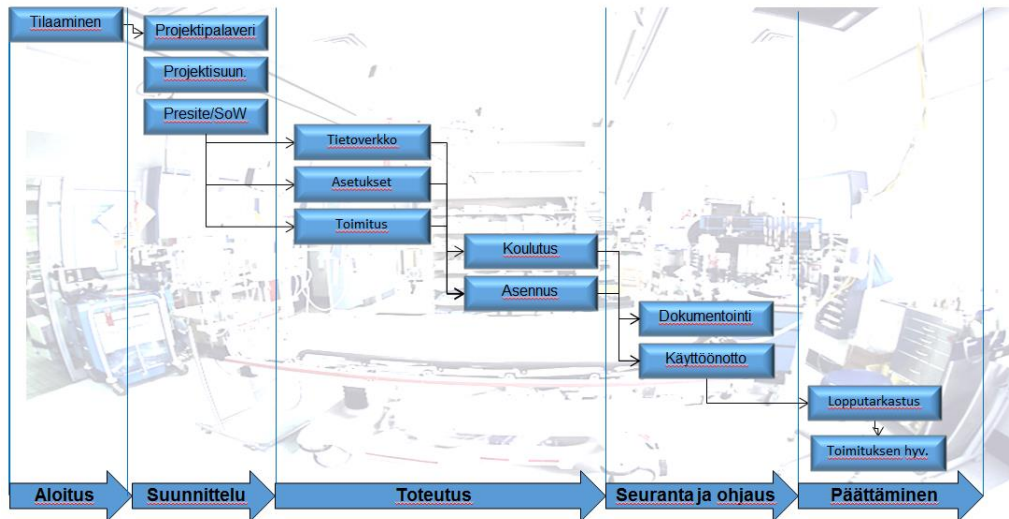 Tilaaminen
Projektipalaveri
Projektisuun.
Presite/SoW
Tietoverkko
Asetukset
Toimitus
Koulutus
Asennus
Dokumentointi
Käyttöönotto
Lopputarkastus
Toimituksen hyv.
Aloitus
Suunnittelu
Toteutus
Seuranta ja ohjaus
Päättäminen